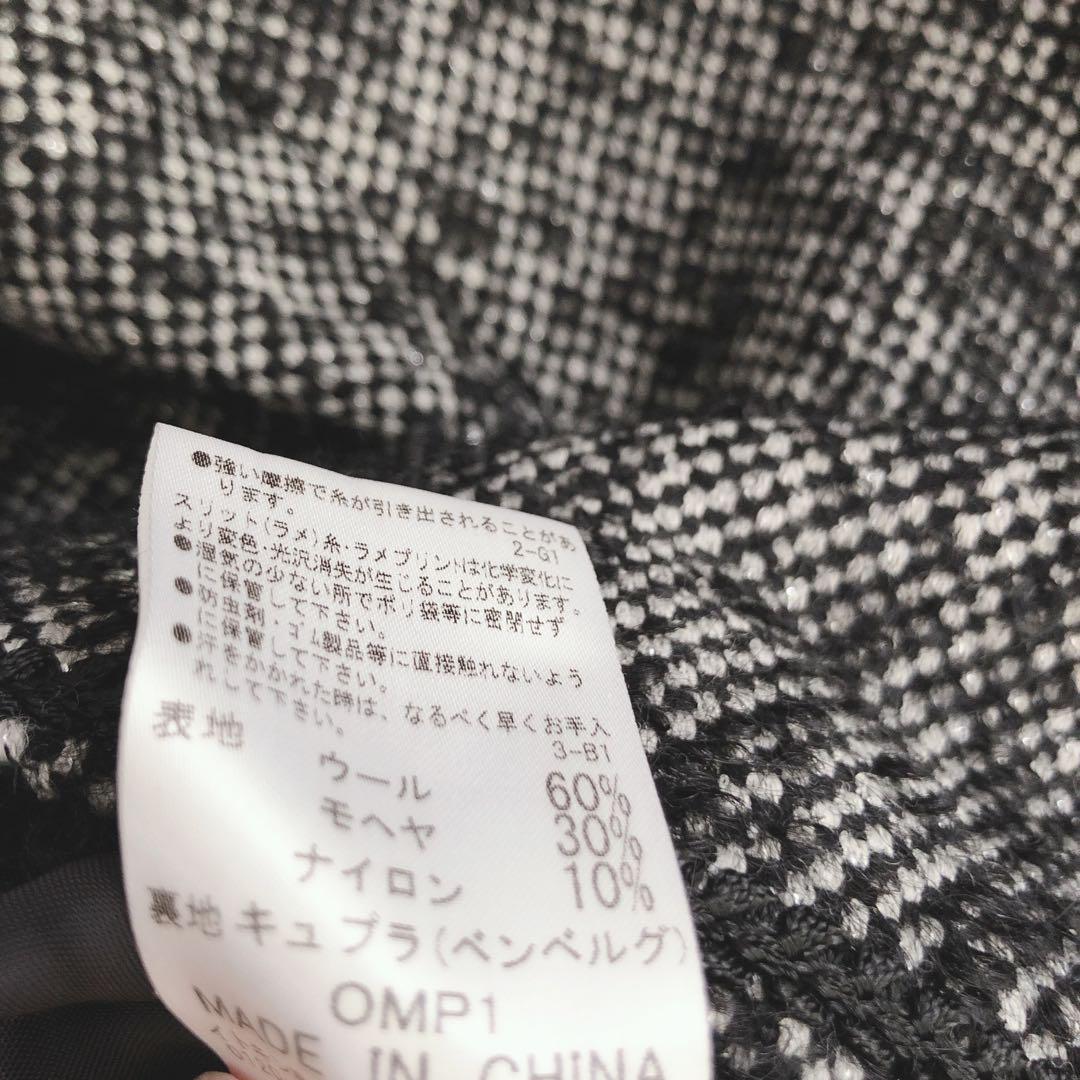 ●強い摩擦で糸が引き出されることがあ
ります。
2-G1
スリット(ラメ)糸・ラメプリントは化学変化に
より変色・光沢消失が生じることがあります。
●湿気の少ない所でポリ袋等に密閉せず
に保管して下さい。
●防虫剤・ゴム製品等に直接触れないよう
に保管して下さい。
●汗をかかれた時は、なるべく早くお手入
れして下さい。
3-B1
表地
ウール 60%
モヘヤ 30%
ナイロン 10%
裏地 キュプラ(ベンベルグ)
OMP1
MADE IN CHINA